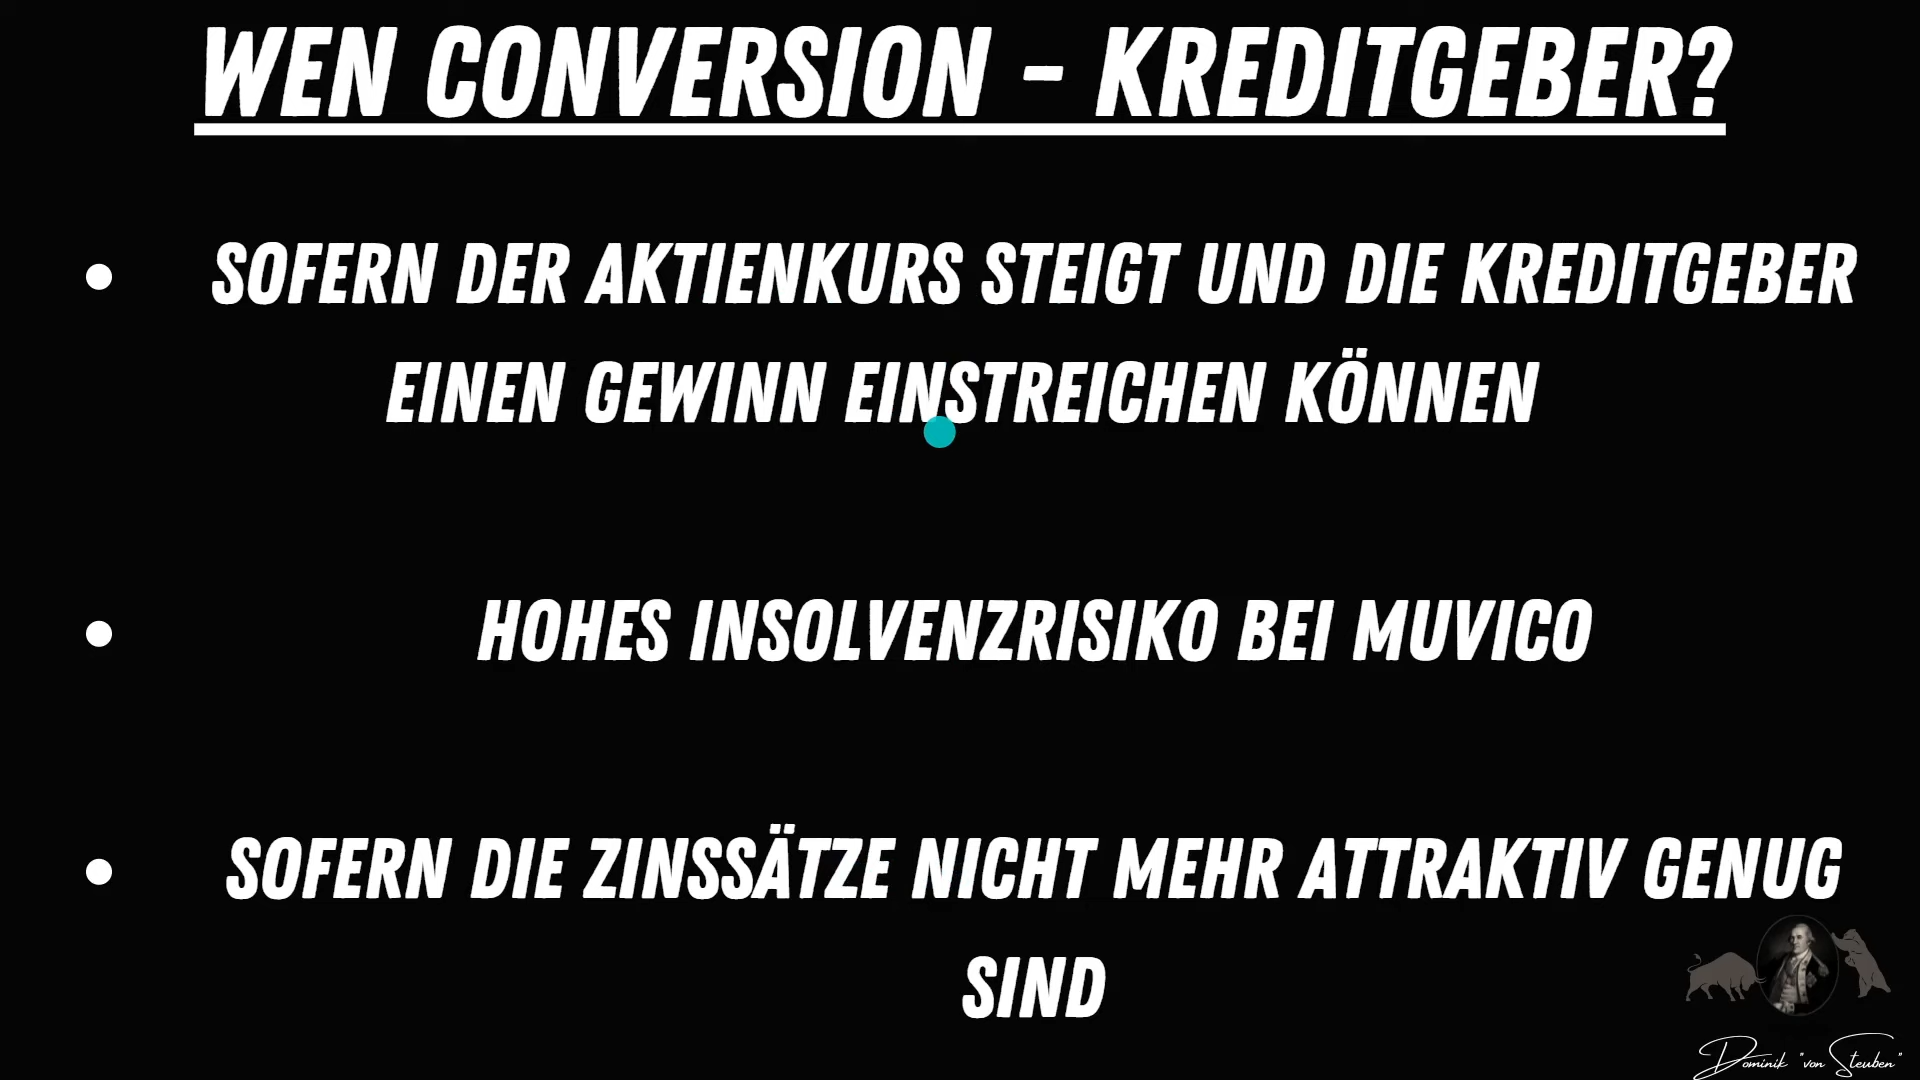 WEN CONVERSION - KREDITGEBER?
• SOFERN DER AKTIENKURS STEIGT UND DIE KREDITGEBER
EINEN GEWINN EINSTREICHEN KÖNNEN
• HOHES INSOLVENZRISIKO BEI MUVICO
• SOFERN DIE ZINSSÄTZE NICHT MEHR ATTRAKTIV GENUG
SIND
Dominik "von Steuben"